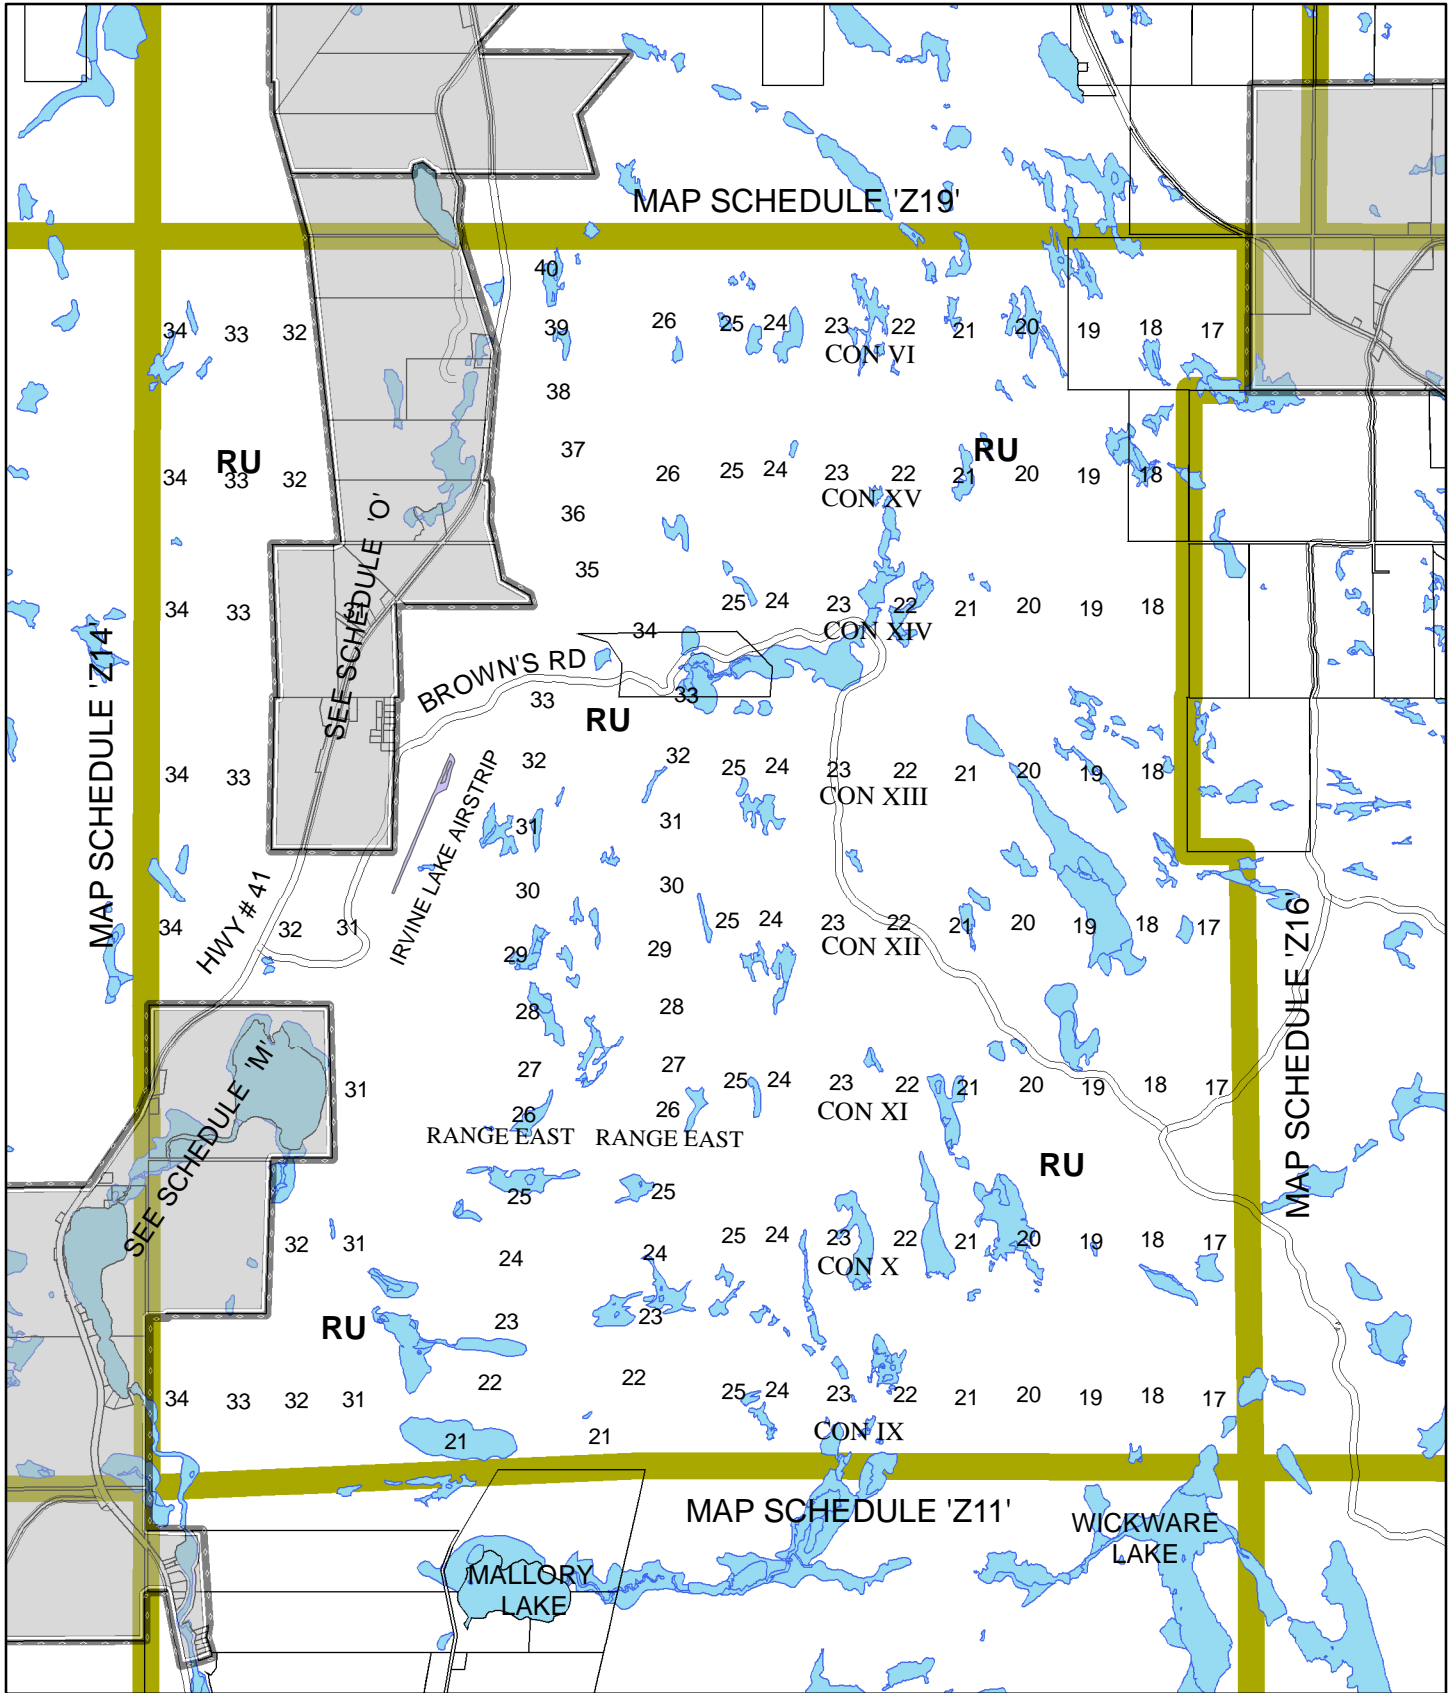 MAP SCHEDULE 'Z19'
40
34 33 32 39 26 25 24 23 22 21 20 19 18 17
CON VI
38
RU RU
37
34 33 32 26 25 24 23 22 21 20 19 18
CON XV
36
SEE SCHEDULE 'O'
35
34 33 31 25 24 23 22 21 20 19 18
34 CON XIV
MAP SCHEDULE 'Z14'
BROWN'S RD
33 33
RU
34 33 32 32 25 24 23 22 21 20 19 18
CON XIII
IRVINE LAKE AIRSTRIP
31 31
30 30
HWY # 41
34 32 31 25 24 23 22 21 20 19 18 17
29 29 CON XII
MAP SCHEDULE 'Z16'
28 28
27 27
SEE SCHEDULE 'M'
31 25 24 23 22 21 20 19 18 17
26 26 CON XI
RANGE EAST RANGE EAST
RU
25 25
32 31 25 24 23 22 21 20 19 18 17
24 24 CON X
23 23
RU
22 22
34 33 32 31 25 24 23 22 21 20 19 18 17
21 21 CON IX
MAP SCHEDULE 'Z11'
WICKWARE
LAKE
MALLORY
LAKE